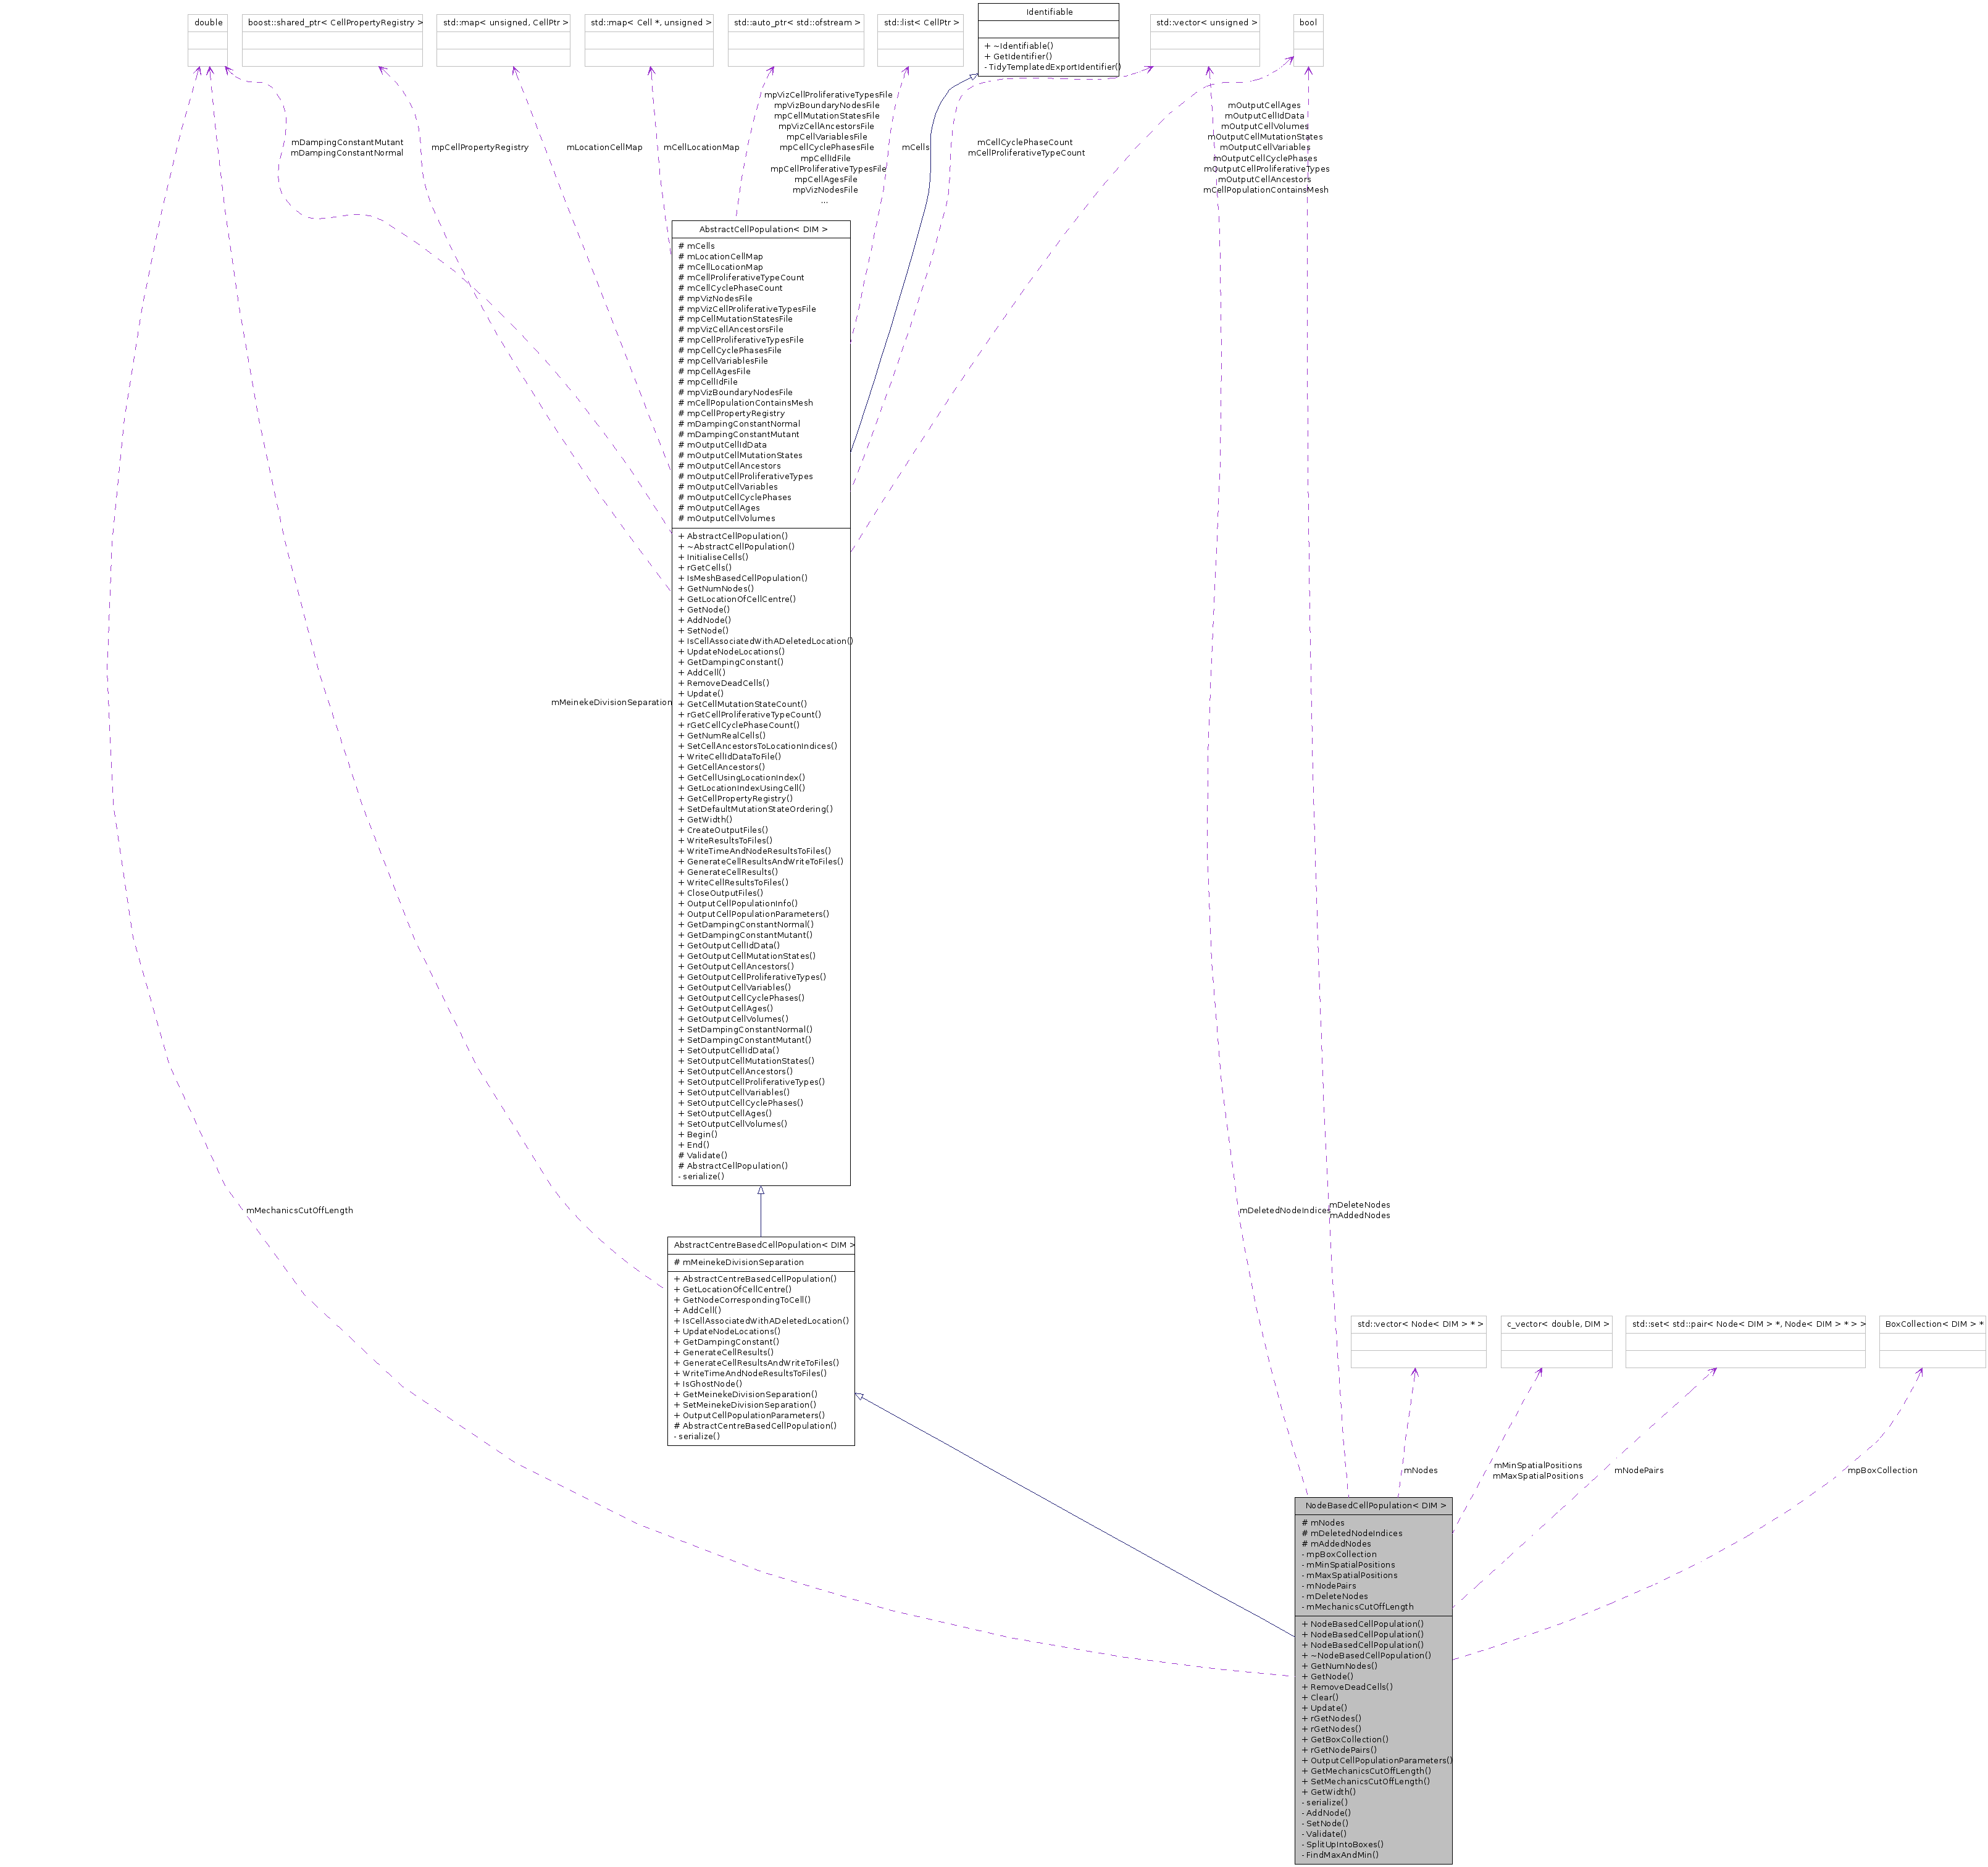 double
boost::shared_ptr< CellPropertyRegistry >
std::map< unsigned, CellPtr >
std::map< Cell *, unsigned >
std::auto_ptr< std::ofstream >
std::list< CellPtr >
Identifiable
+ ~Identifiable()
+ GetIdentifier()
- TidyTemplatedExportIdentifier()
std::vector< unsigned >
bool
mDampingConstantMutant
mDampingConstantNormal
mpCellPropertyRegistry
mLocationCellMap
mCellLocationMap
mpVizCellProliferativeTypesFile
mpVizBoundaryNodesFile
mpCellMutationStatesFile
mpVizCellAncestorsFile
mpCellVariablesFile
mpCellCyclePhasesFile
mpCellIdFile
mpCellProliferativeTypesFile
mpCellAgesFile
mpVizNodesFile
...
mCells
mCellCyclePhaseCount
mCellProliferativeTypeCount
mOutputCellAges
mOutputCellIdData
mOutputCellVolumes
mOutputCellMutationStates
mOutputCellVariables
mOutputCellCyclePhases
mOutputCellProliferativeTypes
mOutputCellAncestors
mCellPopulationContainsMesh
AbstractCellPopulation< DIM >
# mCells
# mLocationCellMap
# mCellLocationMap
# mCellProliferativeTypeCount
# mCellCyclePhaseCount
# mpVizNodesFile
# mpVizCellProliferativeTypesFile
# mpCellMutationStatesFile
# mpVizCellAncestorsFile
# mpCellProliferativeTypesFile
# mpCellCyclePhasesFile
# mpCellVariablesFile
# mpCellAgesFile
# mpCellIdFile
# mpVizBoundaryNodesFile
# mCellPopulationContainsMesh
# mpCellPropertyRegistry
# mDampingConstantNormal
# mDampingConstantMutant
# mOutputCellIdData
# mOutputCellMutationStates
# mOutputCellAncestors
# mOutputCellProliferativeTypes
# mOutputCellVariables
# mOutputCellCyclePhases
# mOutputCellAges
# mOutputCellVolumes
+ AbstractCellPopulation()
+ ~AbstractCellPopulation()
+ InitialiseCells()
+ rGetCells()
+ IsMeshBasedCellPopulation()
+ GetNumNodes()
+ GetLocationOfCellCentre()
+ GetNode()
+ AddNode()
+ SetNode()
+ IsCellAssociatedWithADeletedLocation()
+ UpdateNodeLocations()
+ GetDampingConstant()
+ AddCell()
+ RemoveDeadCells()
+ Update()
+ GetCellMutationStateCount()
+ rGetCellProliferativeTypeCount()
+ rGetCellCyclePhaseCount()
+ GetNumRealCells()
+ SetCellAncestorsToLocationIndices()
+ WriteCellIdDataToFile()
+ GetCellAncestors()
+ GetCellUsingLocationIndex()
+ GetLocationIndexUsingCell()
+ GetCellPropertyRegistry()
+ SetDefaultMutationStateOrdering()
+ GetWidth()
+ CreateOutputFiles()
+ WriteResultsToFiles()
+ WriteTimeAndNodeResultsToFiles()
+ GenerateCellResultsAndWriteToFiles()
+ GenerateCellResults()
+ WriteCellResultsToFiles()
+ CloseOutputFiles()
+ OutputCellPopulationInfo()
+ OutputCellPopulationParameters()
+ GetDampingConstantNormal()
+ GetDampingConstantMutant()
+ GetOutputCellIdData()
+ GetOutputCellMutationStates()
+ GetOutputCellAncestors()
+ GetOutputCellProliferativeTypes()
+ GetOutputCellVariables()
+ GetOutputCellCyclePhases()
+ GetOutputCellAges()
+ GetOutputCellVolumes()
+ SetDampingConstantNormal()
+ SetDampingConstantMutant()
+ SetOutputCellIdData()
+ SetOutputCellMutationStates()
+ SetOutputCellAncestors()
+ SetOutputCellProliferativeTypes()
+ SetOutputCellVariables()
+ SetOutputCellCyclePhases()
+ SetOutputCellAges()
+ SetOutputCellVolumes()
+ Begin()
+ End()
# Validate()
# AbstractCellPopulation()
- serialize()
mMeinekeDivisionSeparation
mMechanicsCutOffLength
mDeletedNodeIndices
mDeleteNodes
mAddedNodes
AbstractCentreBasedCellPopulation< DIM >
# mMeinekeDivisionSeparation
+ AbstractCentreBasedCellPopulation()
+ GetLocationOfCellCentre()
+ GetNodeCorrespondingToCell()
+ AddCell()
+ IsCellAssociatedWithADeletedLocation()
+ UpdateNodeLocations()
+ GetDampingConstant()
+ GenerateCellResults()
+ GenerateCellResultsAndWriteToFiles()
+ WriteTimeAndNodeResultsToFiles()
+ IsGhostNode()
+ GetMeinekeDivisionSeparation()
+ SetMeinekeDivisionSeparation()
+ OutputCellPopulationParameters()
# AbstractCentreBasedCellPopulation()
- serialize()
std::vector< Node< DIM > * >
c_vector< double, DIM >
std::set< std::pair< Node< DIM > *, Node< DIM > * > >
BoxCollection< DIM > *
mNodes
mMinSpatialPositions
mMaxSpatialPositions
mNodePairs
mpBoxCollection
NodeBasedCellPopulation< DIM >
# mNodes
# mDeletedNodeIndices
# mAddedNodes
- mpBoxCollection
- mMinSpatialPositions
- mMaxSpatialPositions
- mNodePairs
- mDeleteNodes
- mMechanicsCutOffLength
+ NodeBasedCellPopulation()
+ NodeBasedCellPopulation()
+ NodeBasedCellPopulation()
+ ~NodeBasedCellPopulation()
+ GetNumNodes()
+ GetNode()
+ RemoveDeadCells()
+ Clear()
+ Update()
+ rGetNodes()
+ rGetNodes()
+ GetBoxCollection()
+ rGetNodePairs()
+ OutputCellPopulationParameters()
+ GetMechanicsCutOffLength()
+ SetMechanicsCutOffLength()
+ GetWidth()
- serialize()
- AddNode()
- SetNode()
- Validate()
- SplitUpIntoBoxes()
- FindMaxAndMin()